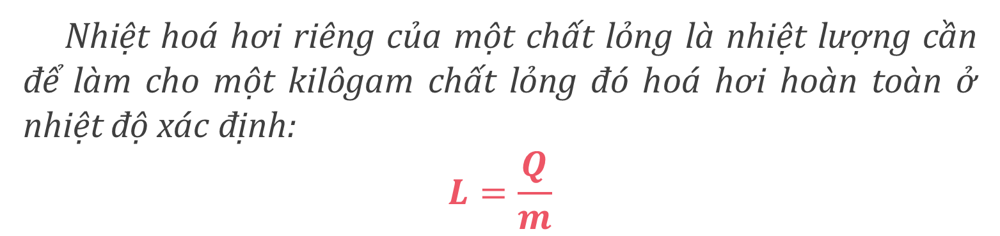 Nhiệt hoá hơi riêng của một chất lỏng là nhiệt lượng cần
để làm cho một kilôgam chất lỏng đó hoá hơi hoàn toàn ở
nhiệt độ xác định:
L = Q/m